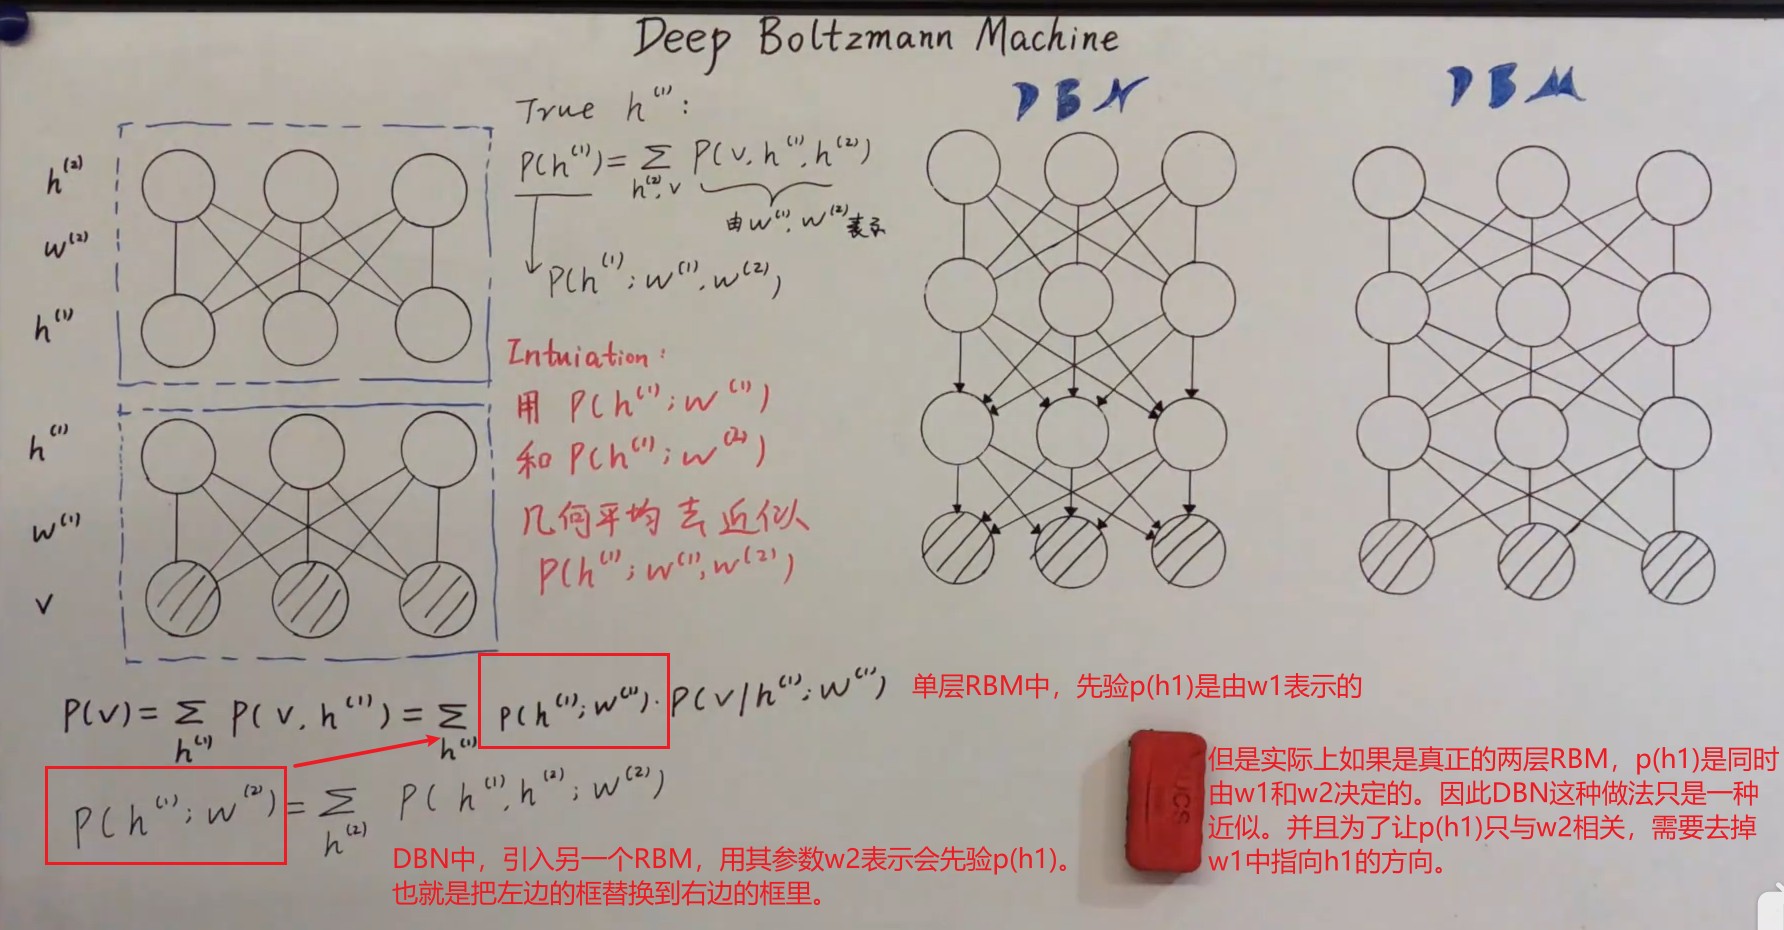 Deep Boltzmann Machine
h⁽²⁾
w⁽²⁾
h⁽¹⁾
h⁽¹⁾
w⁽¹⁾
v
True h⁽¹⁾:
P(h⁽¹⁾) = ∑ P(v, h⁽¹⁾, h⁽²⁾)
h⁽²⁾, v
由w⁽¹⁾, w⁽²⁾表示
P(h⁽¹⁾; w⁽¹⁾, w⁽²⁾)
Intuiation:
用 P(h⁽¹⁾; w⁽¹⁾)
和 P(h⁽¹⁾; w⁽²⁾)
几何平均去近似
P(h⁽¹⁾; w⁽¹⁾, w⁽²⁾)
DBN
DBM
P(v) = ∑ P(v, h⁽¹⁾) = ∑ P(h⁽¹⁾; w⁽¹⁾) · P(v/h⁽¹⁾; w⁽¹⁾)
h⁽¹⁾ h⁽¹⁾
单层RBM中，先验p(h1)是由w1表示的
P(h⁽¹⁾; w⁽²⁾) = ∑ P(h⁽¹⁾, h⁽²⁾; w⁽²⁾)
h⁽²⁾
DBN中，引入另一个RBM，用其参数w2表示会先验p(h1)。
也就是把左边的框替换到右边的框里。
但是实际上如果是真正的两层RBM，p(h1)是同时
由w1和w2决定的。因此DBN这种做法只是一种
近似。并且为了让p(h1)只与w2相关，需要去掉
w1中指向h1的方向。